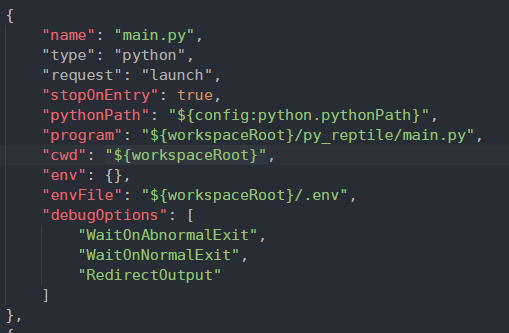 {
    "name": "main.py",
    "type": "python",
    "request": "launch",
    "stopOnEntry": true,
    "pythonPath": "${config:python.pythonPath}",
    "program": "${workspaceRoot}/py_reptile/main.py",
    "cwd": "${workspaceRoot}",
    "env": {},
    "envFile": "${workspaceRoot}/.env",
    "debugOptions": [
        "WaitOnAbnormalExit",
        "WaitOnNormalExit",
        "RedirectOutput"
    ]
},